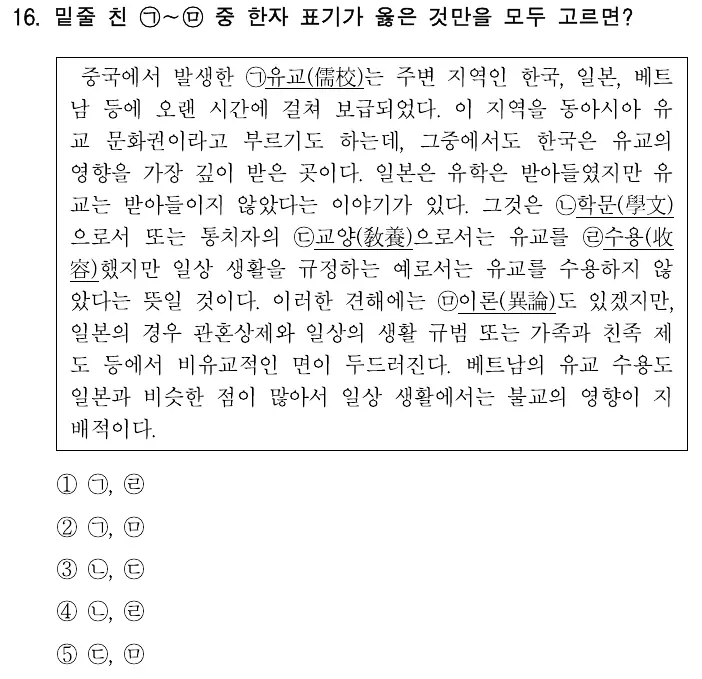 16. 밑줄 친 ㉠~㉤ 중 한자 표기가 옳은 것만을 모두 고르면?
중국에서 발생한 ㉠유교(儒校)는 주변 지역인 한국, 일본, 베트
남 등에 오랜 시간에 걸쳐 보급되었다. 이 지역을 동아시아 유
교 문화권이라고 부르기도 하는데, 그중에서도 한국은 유교의
영향을 가장 깊이 받은 곳이다. 일본은 유학은 받아들였지만 유
교는 받아들이지 않았다는 이야기가 있다. 그것은 ㉡학문(學文)
으로서 또는 통치자의 ㉢교양(敎養)으로서는 유교를 ㉣수용(收
容)했지만 일상 생활을 규정하는 예로서는 유교를 수용하지 않
았다는 뜻일 것이다. 이러한 견해에는 ㉤이론(異論)도 있겠지만,
일본의 경우 관혼상제와 일상의 생활 규범 또는 가족과 친족 제
도 등에서 비유교적인 면이 두드러진다. 베트남의 유교 수용도
일본과 비슷한 점이 많아서 일상 생활에서는 불교의 영향이 지
배적이다.
① ㉠, ㉣
② ㉠, ㉤
③ ㉡, ㉢
④ ㉡, ㉣
⑤ ㉢, ㉤